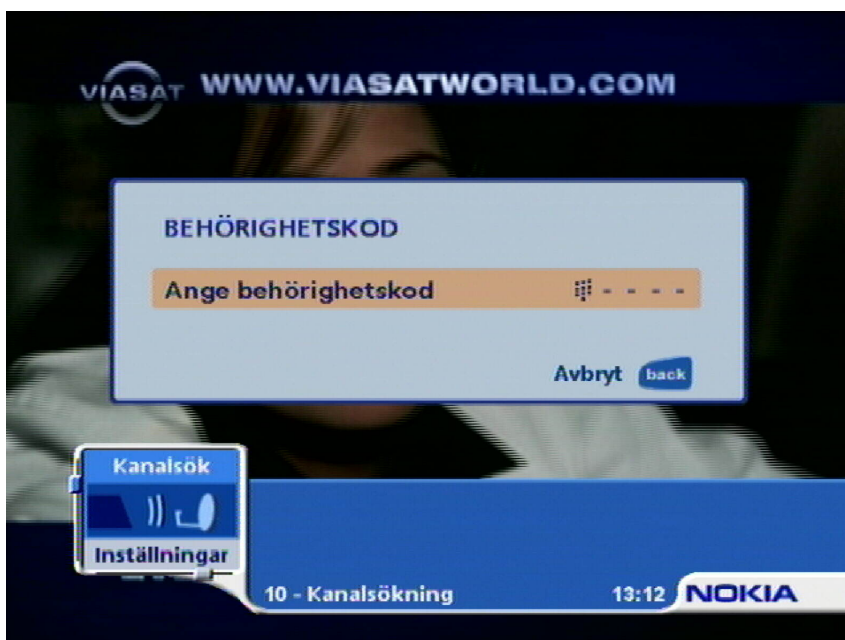 VIASAT WWW.VIASATWORLD.COM
BEHÖRIGHETSKOD
Ange behörighetskod - - - -
Avbryt back
Kanalsök
Inställningar
10 - Kanalsökning 13:12 NOKIA